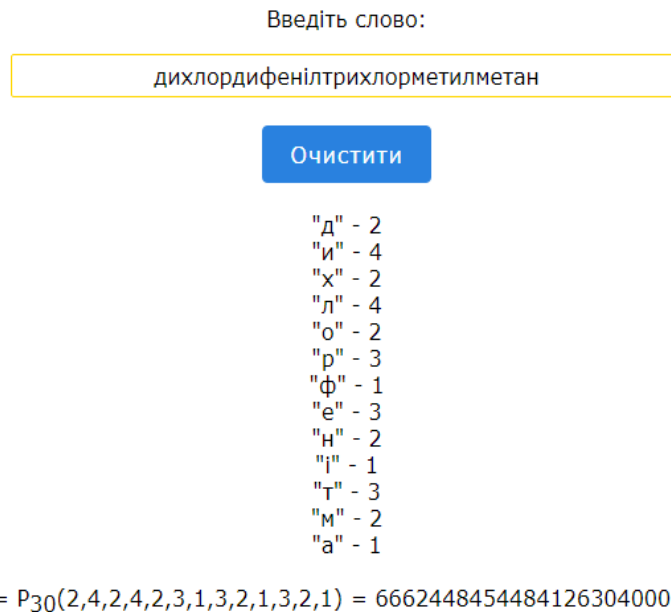 Введіть слово:
дихлордифенілтрихлорметилметан
Очистити
"д" - 2
"и" - 4
"х" - 2
"л" - 4
"о" - 2
"р" - 3
"ф" - 1
"е" - 3
"н" - 2
"і" - 1
"т" - 3
"м" - 2
"а" - 1
= P30(2,4,2,4,2,3,1,3,2,1,3,2,1) = 6662448454484126304000